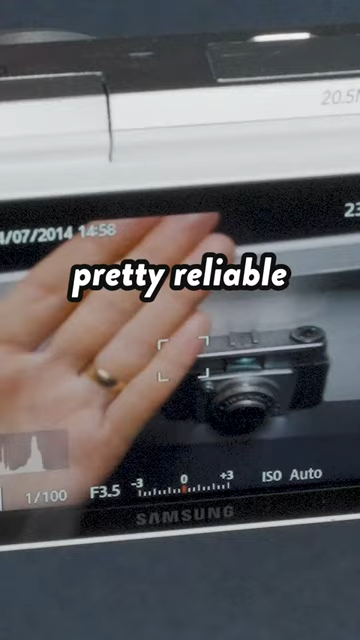 20.5M
4/07/2014 14:58
23
pretty reliable
1/100 F3.5 -3 0 +3 ISO Auto
SAMSUNG